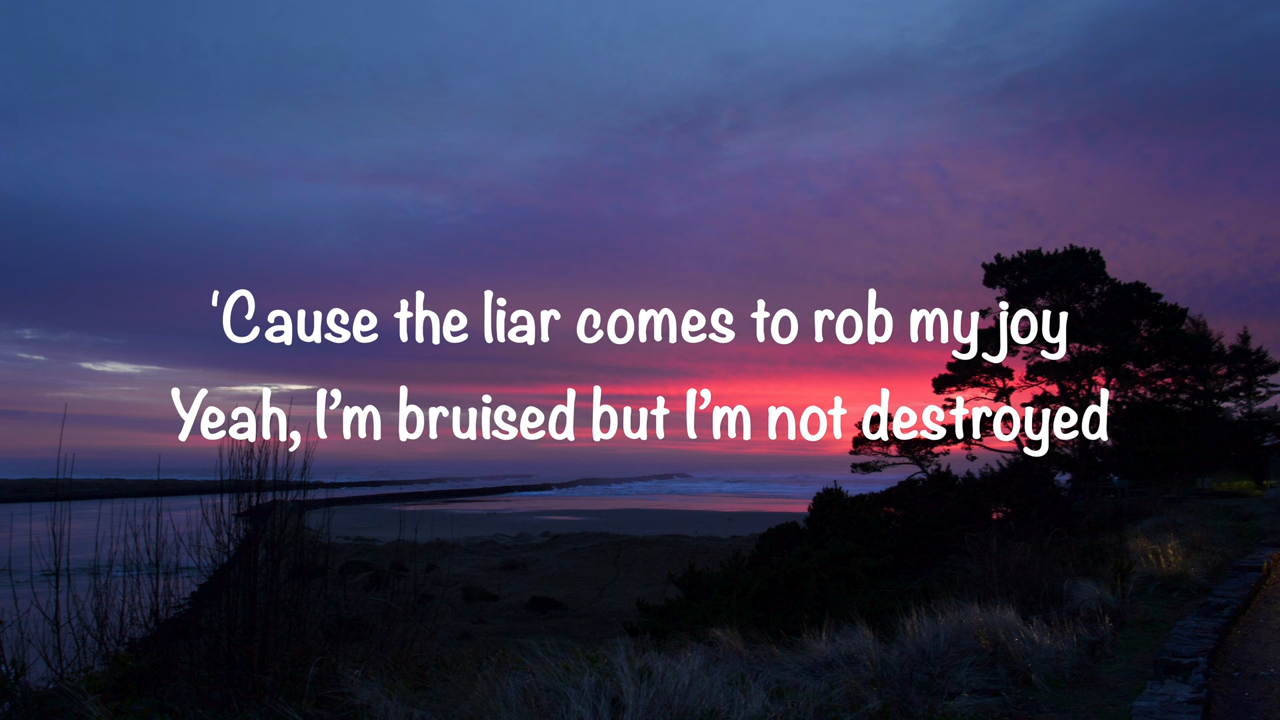 ‘Cause the liar comes to rob my joy
Yeah, I’m bruised but I’m not destroyed